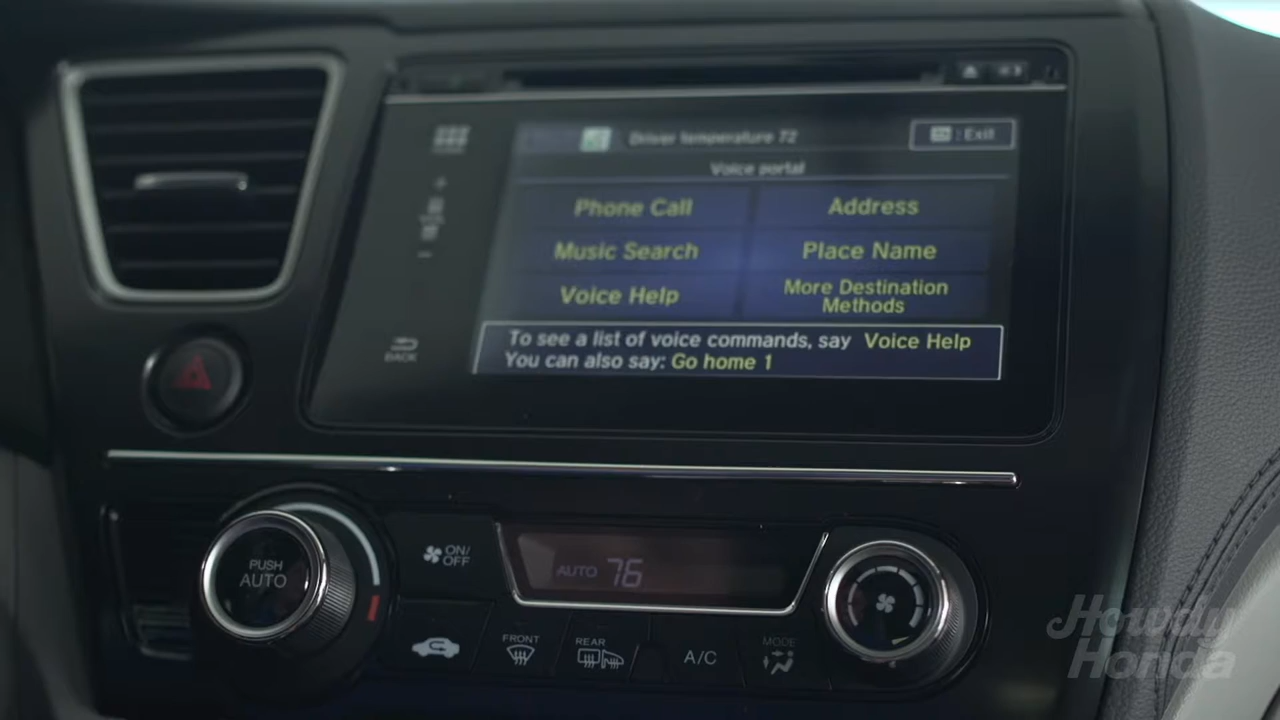 Driver temperature 72
: Exit
Voice portal
Phone Call
Address
Music Search
Place Name
Voice Help
More Destination
Methods
To see a list of voice commands, say Voice Help
You can also say: Go home 1
BACK
PUSH
AUTO
ON/
OFF
AUTO 76
FRONT
REAR
A/C
MODE
Howdy
Honda